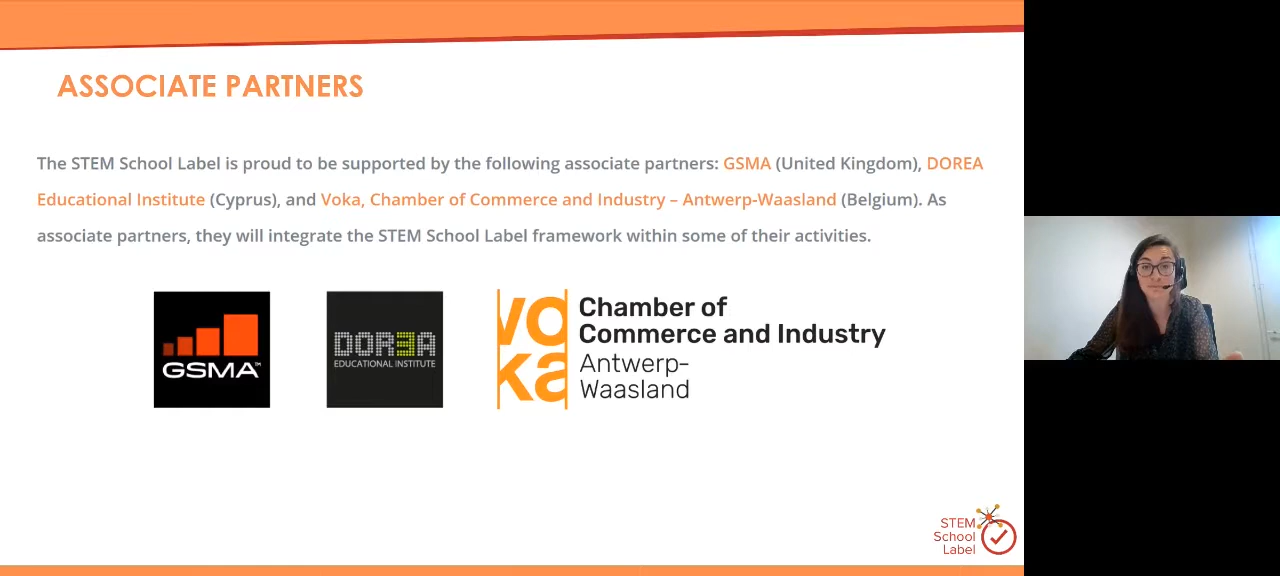 ASSOCIATE PARTNERS
The STEM School Label is proud to be supported by the following associate partners: GSMA (United Kingdom), DOREA
Educational Institute (Cyprus), and Voka, Chamber of Commerce and Industry – Antwerp-Waasland (Belgium). As
associate partners, they will integrate the STEM School Label framework within some of their activities.
GSMA™
DOREA
EDUCATIONAL INSTITUTE
vo
ka
Chamber of
Commerce and Industry
Antwerp-
Waasland
STEM
School
Label